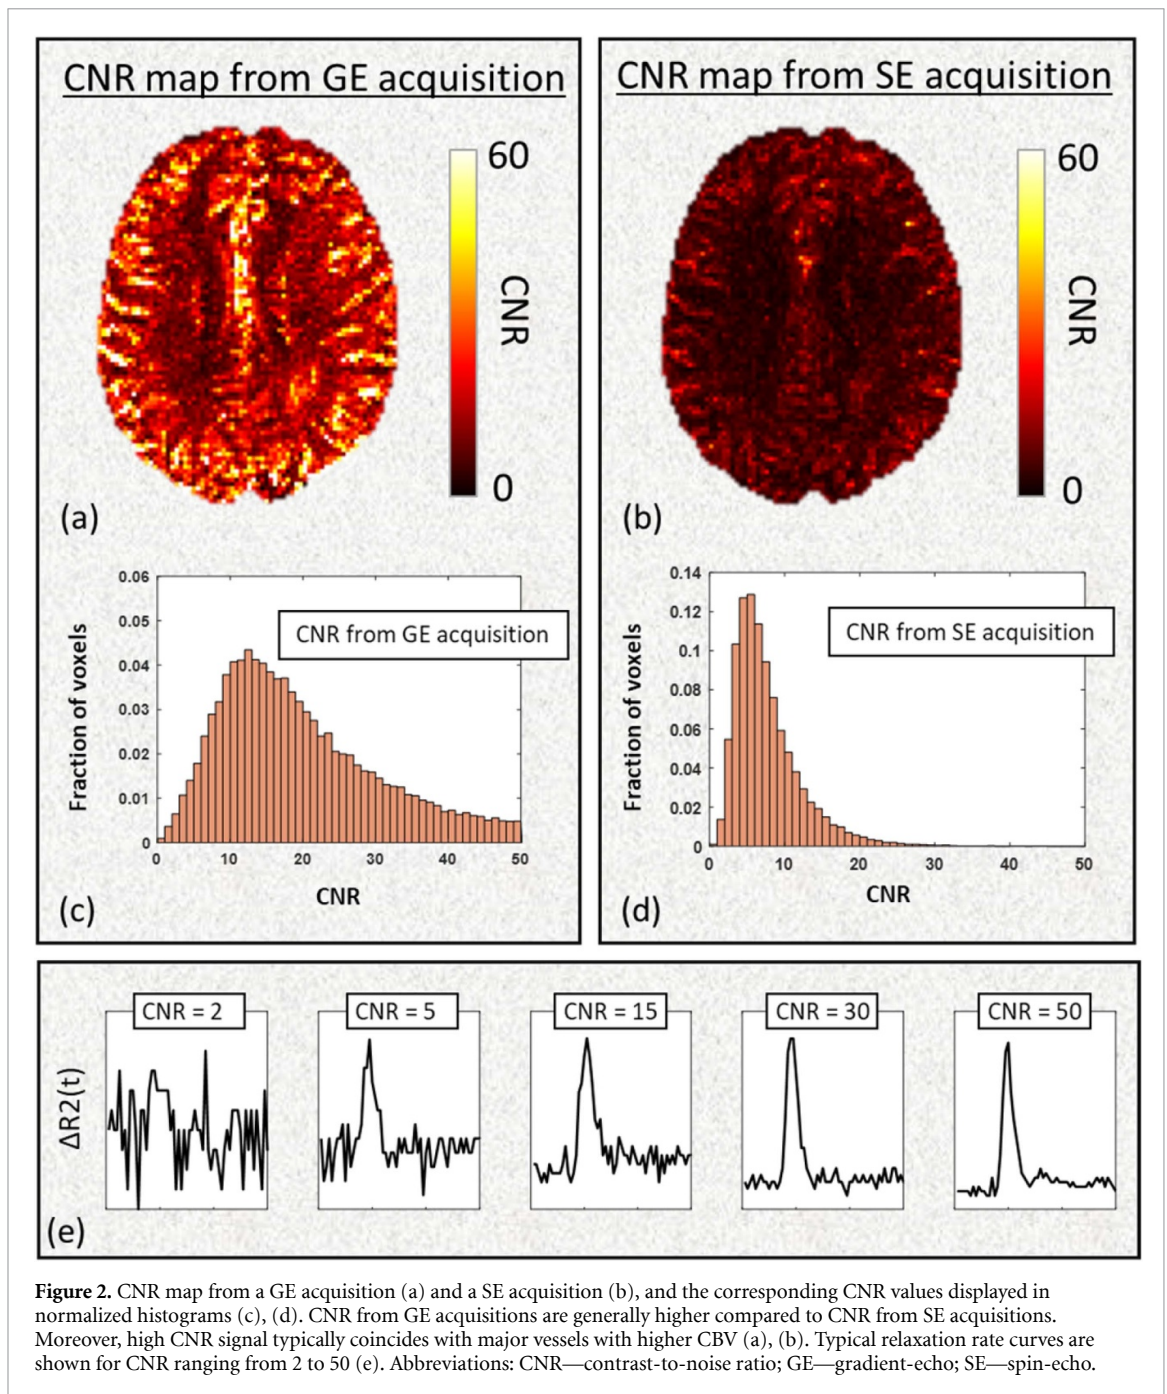 CNR map from GE acquisition
60
CNR
0
(a)
CNR map from SE acquisition
60
CNR
0
(b)
0.06
0.05
0.04
0.03
0.02
0.01
0
Fraction of voxels
CNR from GE acquisition
0 10 20 30 40 50
CNR
(c)
0.14
0.12
0.1
0.08
0.06
0.04
0.02
0
Fraction of voxels
CNR from SE acquisition
0 10 20 30 40 50
CNR
(d)
CNR = 2
CNR = 5
CNR = 15
CNR = 30
CNR = 50
ΔR2(t)
(e)
Figure 2. CNR map from a GE acquisition (a) and a SE acquisition (b), and the corresponding CNR values displayed in
normalized histograms (c), (d). CNR from GE acquisitions are generally higher compared to CNR from SE acquisitions.
Moreover, high CNR signal typically coincides with major vessels with higher CBV (a), (b). Typical relaxation rate curves are
shown for CNR ranging from 2 to 50 (e). Abbreviations: CNR—contrast-to-noise ratio; GE—gradient-echo; SE—spin-echo.